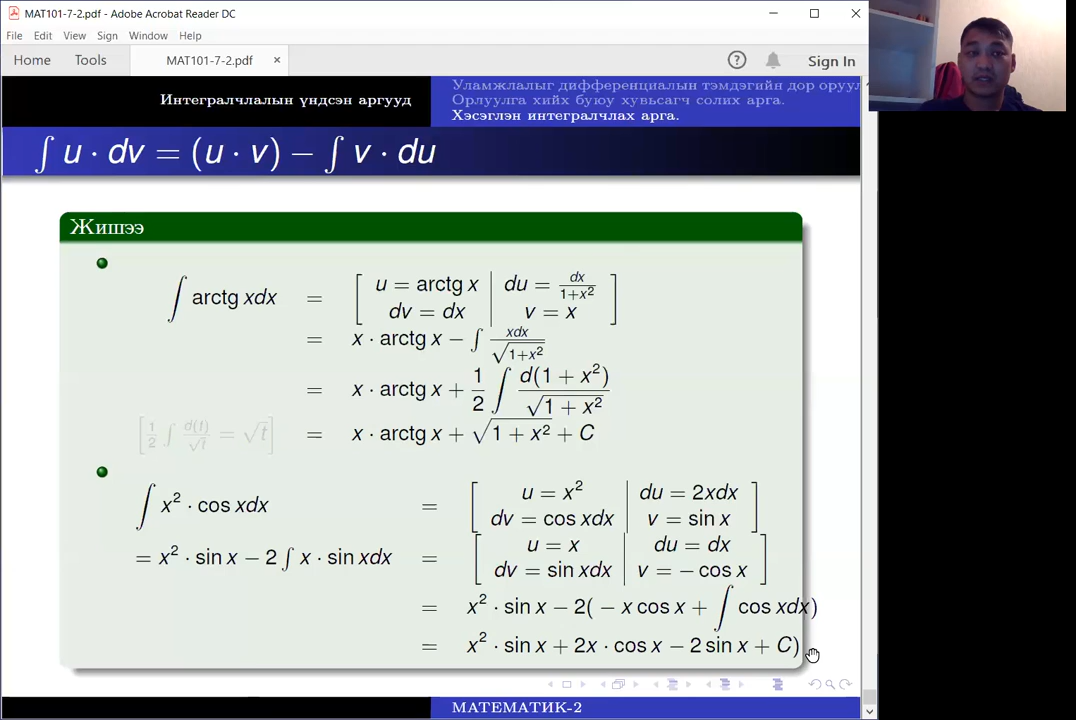 MAT101-7-2.pdf - Adobe Acrobat Reader DC
File Edit View Sign Window Help
Home Tools MAT101-7-2.pdf × ? Sign In
Интегралчлалын үндсэн аргууд
Уламжлалыг дифференциалын тэмдэгийн дор оруул
Орлуулга хийх буюу хувьсагч солих арга.
Хэсэглэн интегралчлах арга.
∫ u · dv = (u · v) − ∫ v · du
Жишээ
∫ arctg xdx = [ u = arctg x | du = dx/(1+x²) ; dv = dx | v = x ]
= x · arctg x − ∫ xdx/√(1+x²)
= x · arctg x + 1/2 ∫ d(1 + x²)/√(1 + x²)
[ 1/2 ∫ d(t)/√t = √t ] = x · arctg x + √(1 + x²) + C
∫ x² · cos xdx = [ u = x² | du = 2xdx ; dv = cos xdx | v = sin x ]
= x² · sin x − 2 ∫ x · sin xdx = [ u = x | du = dx ; dv = sin xdx | v = − cos x ]
= x² · sin x − 2( − x cos x + ∫ cos xdx)
= x² · sin x + 2x · cos x − 2 sin x + C)
МАТЕМАТИК-2